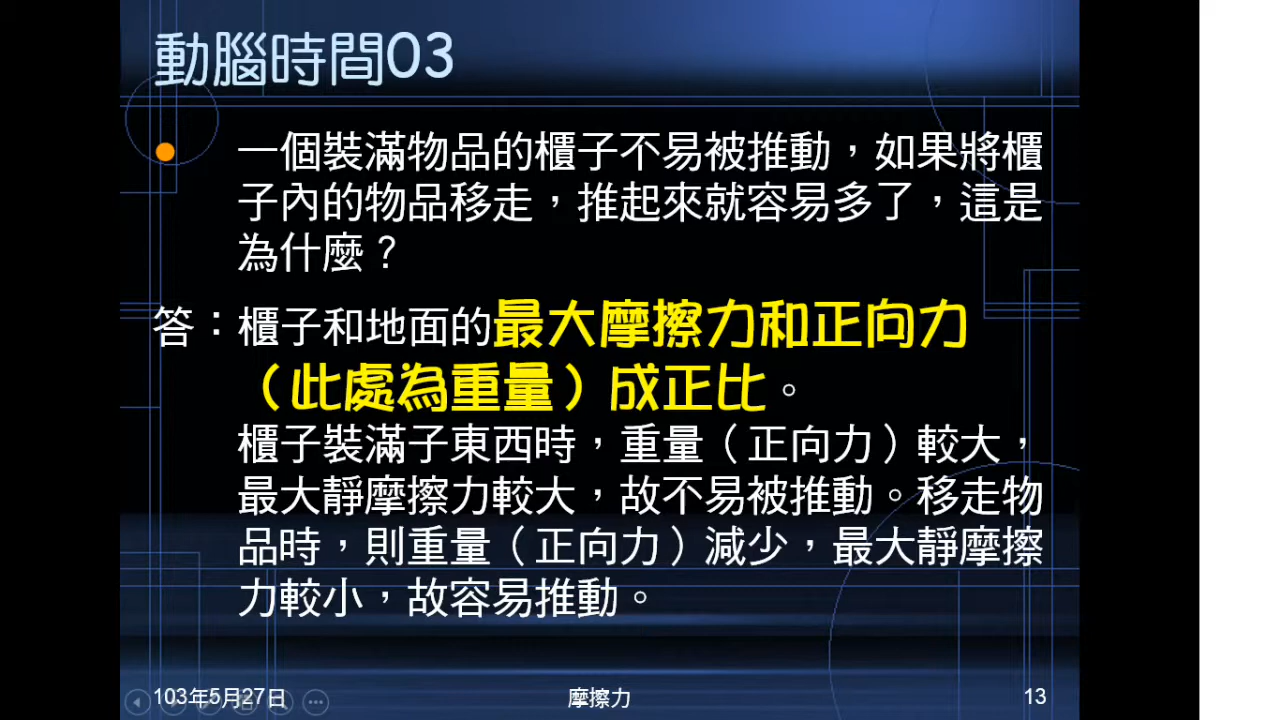 動腦時間03
一個裝滿物品的櫃子不易被推動，如果將櫃
子內的物品移走，推起來就容易多了，這是
為什麼？
答：櫃子和地面的最大摩擦力和正向力
（此處為重量）成正比。
櫃子裝滿子東西時，重量（正向力）較大，
最大靜摩擦力較大，故不易被推動。移走物
品時，則重量（正向力）減少，最大靜摩擦
力較小，故容易推動。
103年5月27日 摩擦力 13